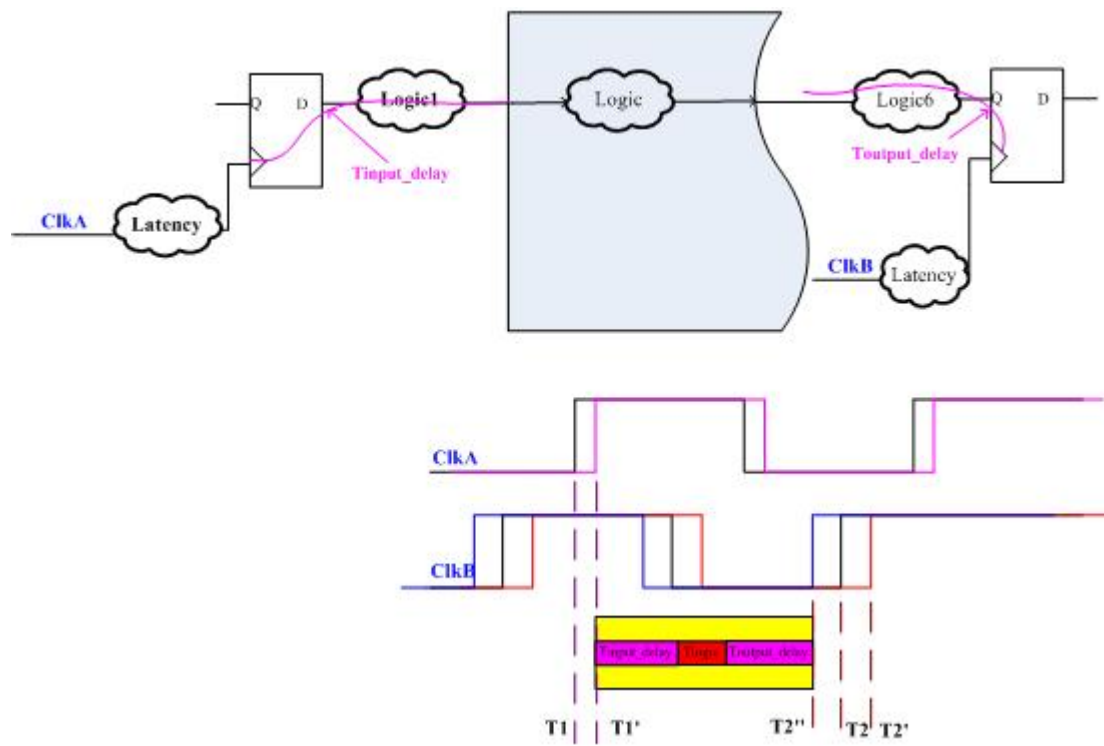 Q D
Logic1
Logic
Logic6
Q D
Tinput_delay
Toutput_delay
ClkA
Latency
ClkB
Latency
ClkA
ClkB
Tinput_delay Tlogic Toutput_delay
T1 T1' T2" T2 T2'